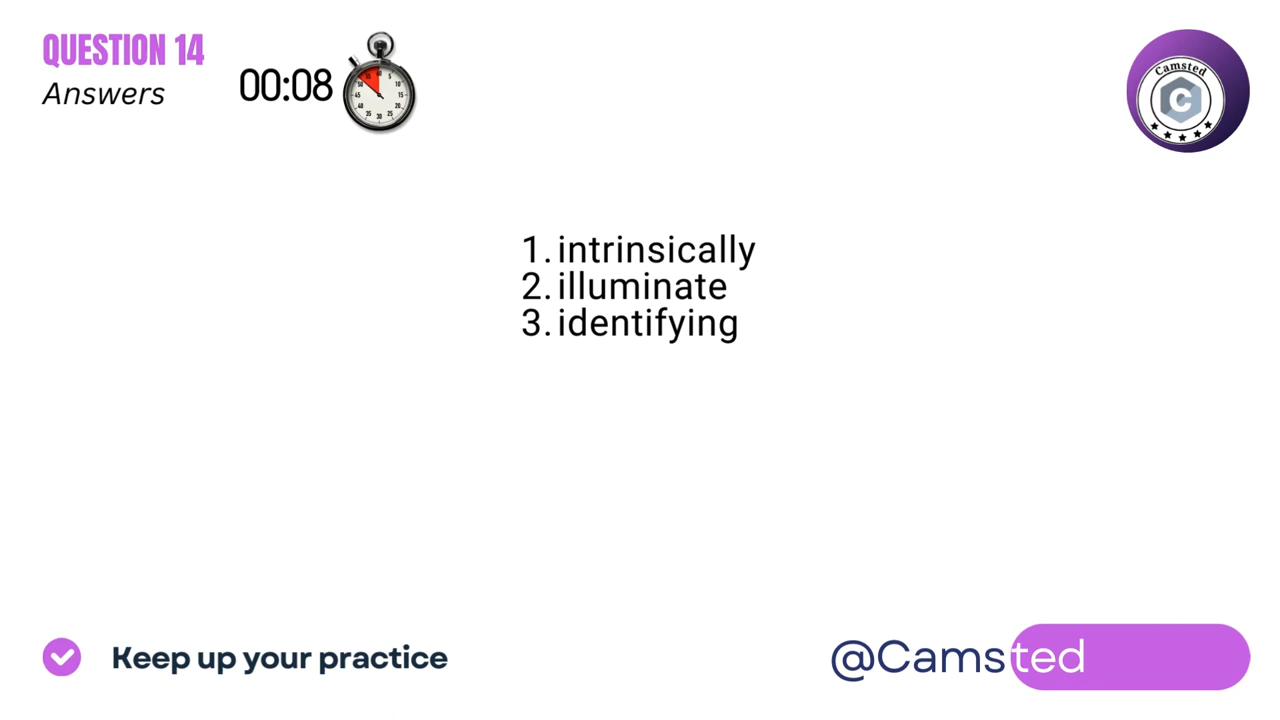 QUESTION 14
Answers
00:08
Camsted
C
1. intrinsically
2. illuminate
3. identifying
Keep up your practice
@Camsted